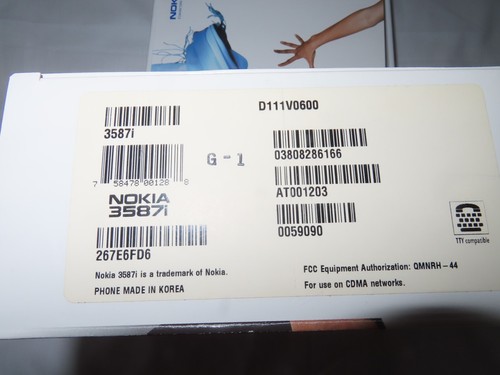 NOKIA
D111V0600
3587i
03808286166
G-1
7 58478 00128 8
AT001203
NOKIA
3587i
0059090
267E6FD6
TTY compatible
Nokia 3587i is a trademark of Nokia.
FCC Equipment Authorization: QMNRH-44
PHONE MADE IN KOREA
For use on CDMA networks.